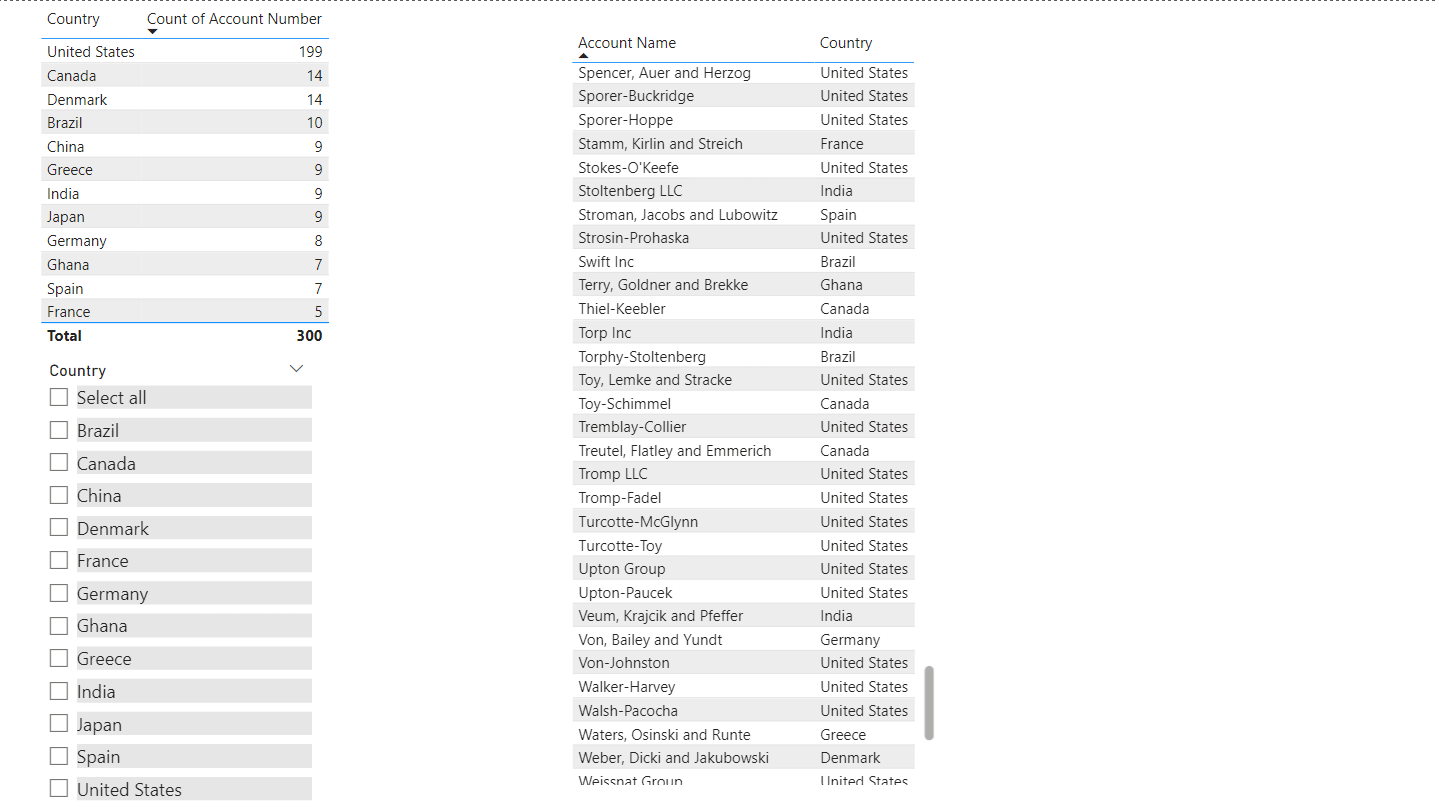 Country Count of Account Number
United States 199
Canada 14
Denmark 14
Brazil 10
China 9
Greece 9
India 9
Japan 9
Germany 8
Ghana 7
Spain 7
France 5
Total 300
Country
Select all
Brazil
Canada
China
Denmark
France
Germany
Ghana
Greece
India
Japan
Spain
United States
Account Name Country
Spencer, Auer and Herzog United States
Sporer-Buckridge United States
Sporer-Hoppe United States
Stamm, Kirlin and Streich France
Stokes-O'Keefe United States
Stoltenberg LLC India
Stroman, Jacobs and Lubowitz Spain
Strosin-Prohaska United States
Swift Inc Brazil
Terry, Goldner and Brekke Ghana
Thiel-Keebler Canada
Torp Inc India
Torphy-Stoltenberg Brazil
Toy, Lemke and Stracke United States
Toy-Schimmel Canada
Tremblay-Collier United States
Treutel, Flatley and Emmerich Canada
Tromp LLC United States
Tromp-Fadel United States
Turcotte-McGlynn United States
Turcotte-Toy United States
Upton Group United States
Upton-Paucek United States
Veum, Krajcik and Pfeffer India
Von, Bailey and Yundt Germany
Von-Johnston United States
Walker-Harvey United States
Walsh-Pacocha United States
Waters, Osinski and Runte Greece
Weber, Dicki and Jakubowski Denmark
Weissnat Group United States